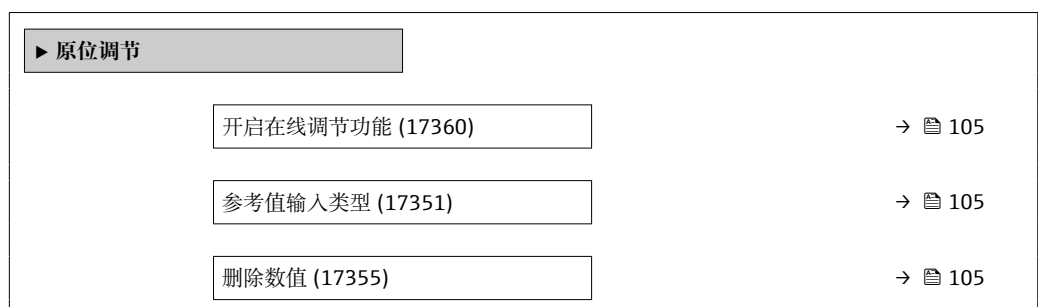 ▶ 原位调节
开启在线调节功能 (17360) → 105
参考值输入类型 (17351) → 105
删除数值 (17355) → 105